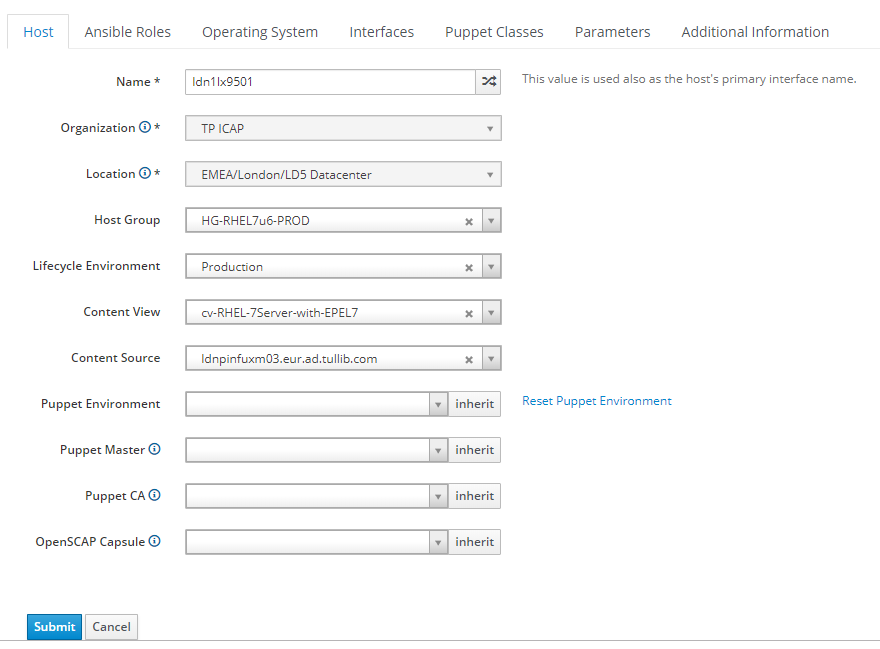 Host Ansible Roles Operating System Interfaces Puppet Classes Parameters Additional Information
Name * ldn1lx9501 This value is used also as the host's primary interface name.
Organization * TP ICAP
Location * EMEA/London/LD5 Datacenter
Host Group HG-RHEL7u6-PROD
Lifecycle Environment Production
Content View cv-RHEL-7Server-with-EPEL7
Content Source ldnpinfuxm03.eur.ad.tullib.com
Puppet Environment inherit Reset Puppet Environment
Puppet Master inherit
Puppet CA inherit
OpenSCAP Capsule inherit
Submit Cancel